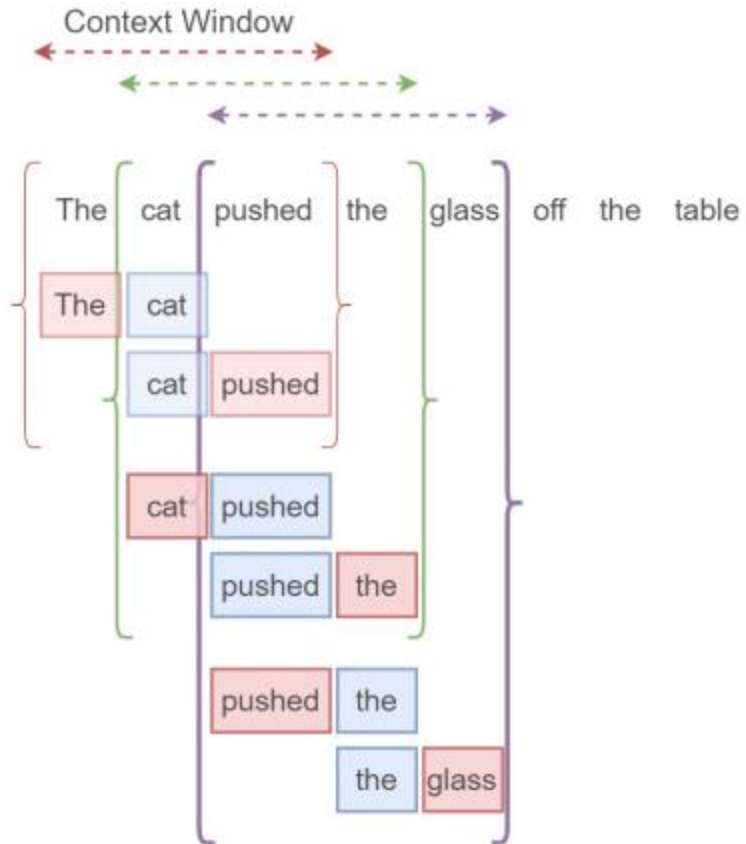 Context Window
The cat pushed the glass off the table
The cat
cat pushed
cat pushed
pushed the
pushed the
the glass